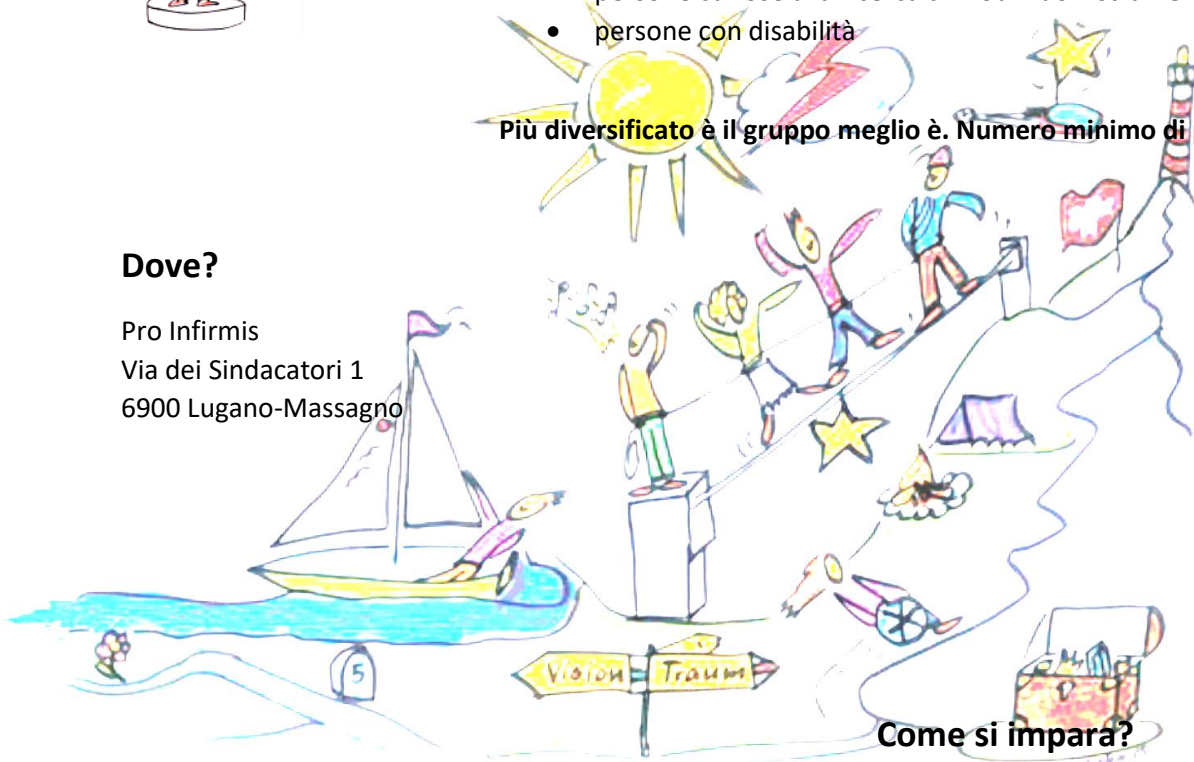 persone con disabilità
Più diversificato è il gruppo meglio è. Numero minimo di
Dove?
Pro Infirmis
Via dei Sindacatori 1
6900 Lugano-Massagno
5
Vision Traum
Come si impara?